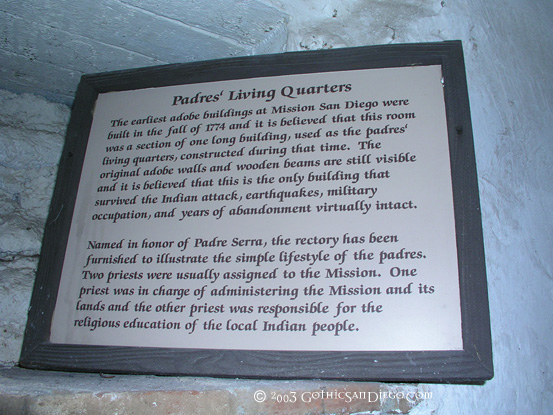 Padres' Living Quarters
The earliest adobe buildings at Mission San Diego were
built in the fall of 1774 and it is believed that this room
was a section of one long building, used as the padres'
living quarters, constructed during that time. The
original adobe walls and wooden beams are still visible
and it is believed that this is the only building that
survived the Indian attack, earthquakes, military
occupation, and years of abandonment virtually intact.
Named in honor of Padre Serra, the rectory has been
furnished to illustrate the simple lifestyle of the padres.
Two priests were usually assigned to the Mission. One
priest was in charge of administering the Mission and its
lands and the other priest was responsible for the
religious education of the local Indian people.
© 2003 GothicSanDiego.com